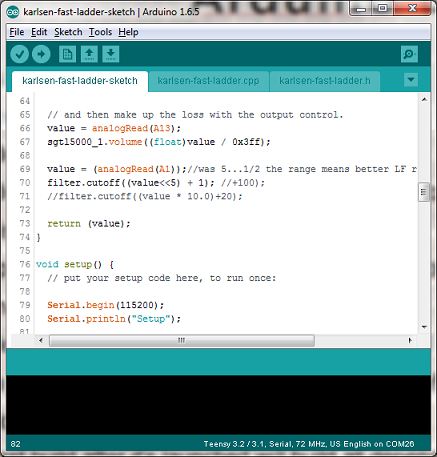 karlsen-fast-ladder-sketch | Arduino 1.6.5
File Edit Sketch Tools Help
karlsen-fast-ladder-sketch karlsen-fast-ladder.cpp karlsen-fast-ladder.h
64
65 // and then make up the loss with the output control.
66 value = analogRead(A13);
67 sgtl5000_1.volume((float)value / 0x3ff);
68
69 value = (analogRead(A1));//was 5...1/2 the range means better LF r
70 filter.cutoff((value<<5) + 1); //+100);
71 //filter.cutoff((value * 10.0)+20);
72
73 return (value);
74 }
75
76 void setup() {
77 // put your setup code here, to run once:
78
79 Serial.begin(115200);
80 Serial.println("Setup");
81
82 Teensy 3.2 / 3.1, Serial, 72 MHz, US English on COM26